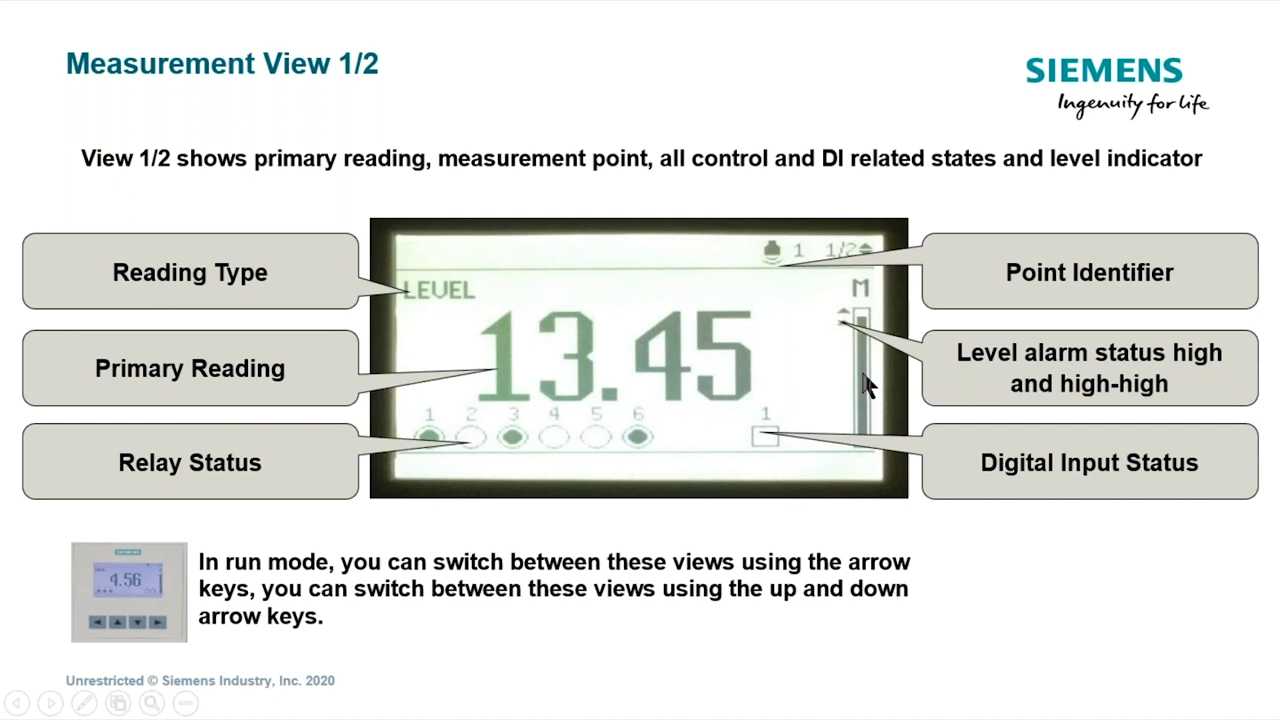 Measurement View 1/2
SIEMENS
Ingenuity for life
View 1/2 shows primary reading, measurement point, all control and DI related states and level indicator
Reading Type
Primary Reading
Relay Status
1 1/2
LEVEL
M
13.45
1 2 3 4 5 6 1
Point Identifier
Level alarm status high
and high-high
Digital Input Status
SIEMENS
4.56
In run mode, you can switch between these views using the arrow
keys, you can switch between these views using the up and down
arrow keys.
Unrestricted © Siemens Industry, Inc. 2020